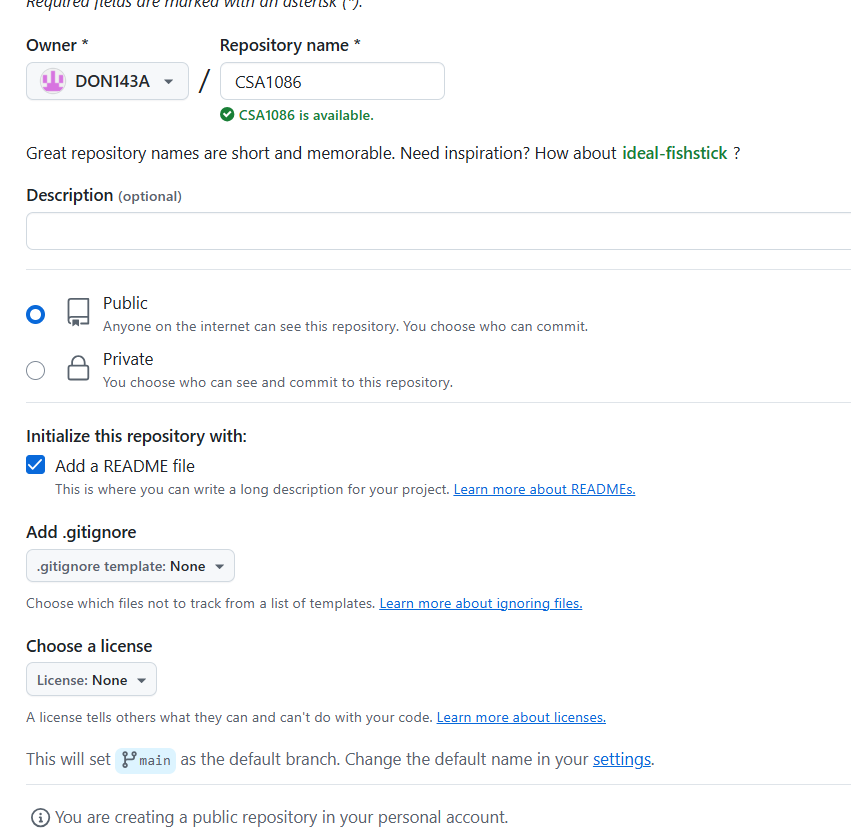 Required fields are marked with an asterisk (*).
Owner *
Repository name *
DON143A
/
CSA1086
CSA1086 is available.
Great repository names are short and memorable. Need inspiration? How about ideal-fishstick ?
Description (optional)
Public
Anyone on the internet can see this repository. You choose who can commit.
Private
You choose who can see and commit to this repository.
Initialize this repository with:
Add a README file
This is where you can write a long description for your project. Learn more about READMEs.
Add .gitignore
.gitignore template: None
Choose which files not to track from a list of templates. Learn more about ignoring files.
Choose a license
License: None
A license tells others what they can and can't do with your code. Learn more about licenses.
This will set main as the default branch. Change the default name in your settings.
You are creating a public repository in your personal account.